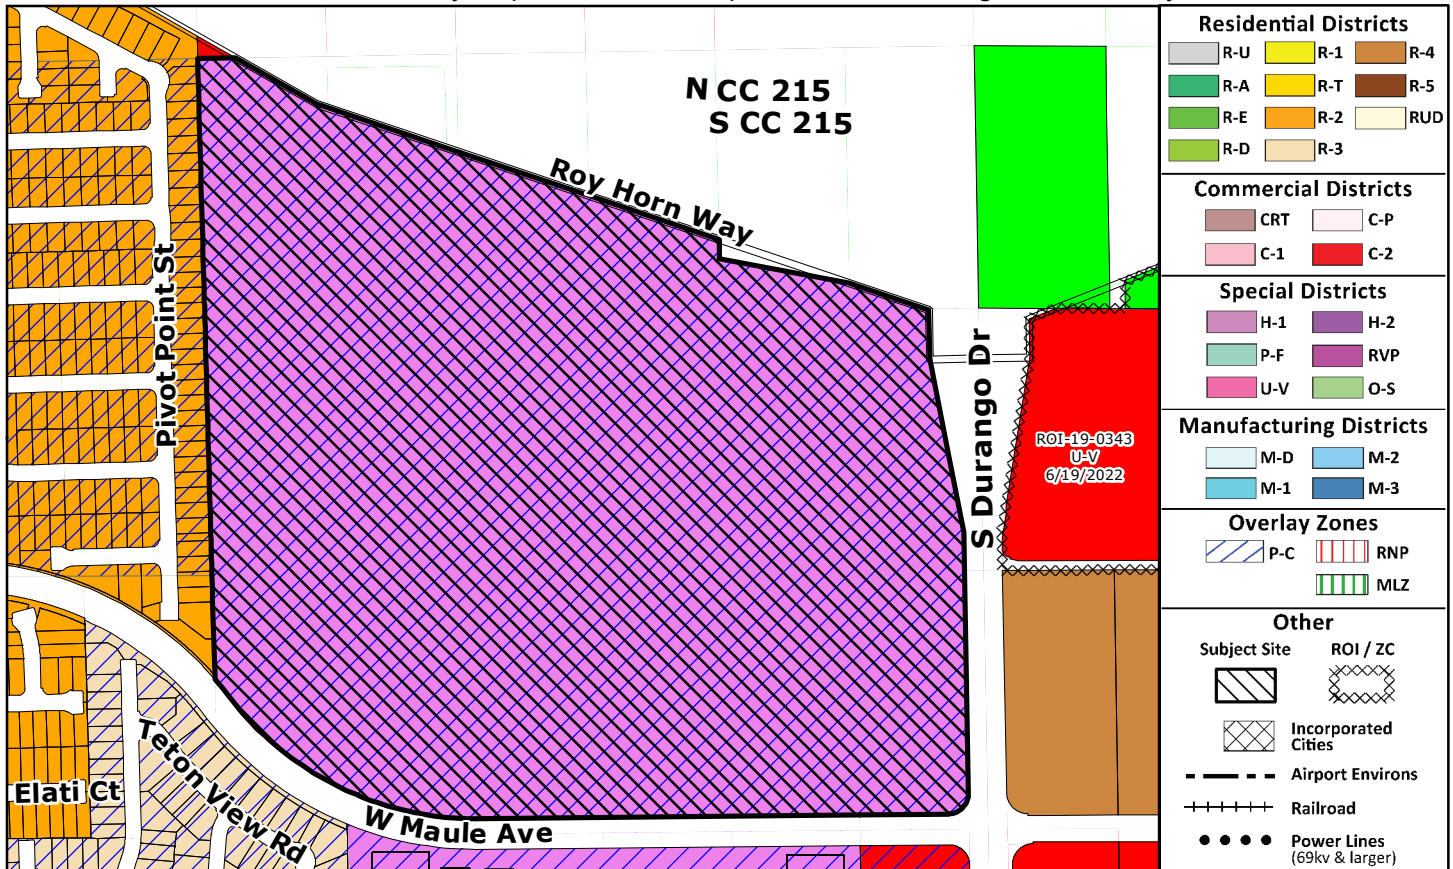 N CC 215
S CC 215
Roy Horn Way
Pivot Point St
S Durango Dr
ROI-19-0343
U-V
6/19/2022
Teton View Rd
Elati Ct
W Maule Ave
Residential Districts
R-U R-1 R-4
R-A R-T R-5
R-E R-2 RUD
R-D R-3
Commercial Districts
CRT C-P
C-1 C-2
Special Districts
H-1 H-2
P-F RVP
U-V O-S
Manufacturing Districts
M-D M-2
M-1 M-3
Overlay Zones
P-C RNP
MLZ
Other
Subject Site ROI / ZC
Incorporated
Cities
Airport Environs
Railroad
Power Lines
(69kv & larger)